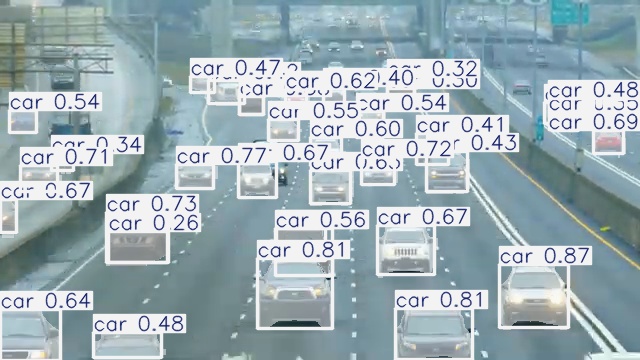 car 0.47
car 0.32
car 0.62
.40
car 0.48
car 0.54
car 0.54
car 0.55
car 0.69
car 0.60
car 0.41
0.34
car 0.71
car 0.77
0.67
0.72
0.43
car 0.67
car 0.73
car 0.26
car 0.56
car 0.67
car 0.81
car 0.87
car 0.64
car 0.48
car 0.81